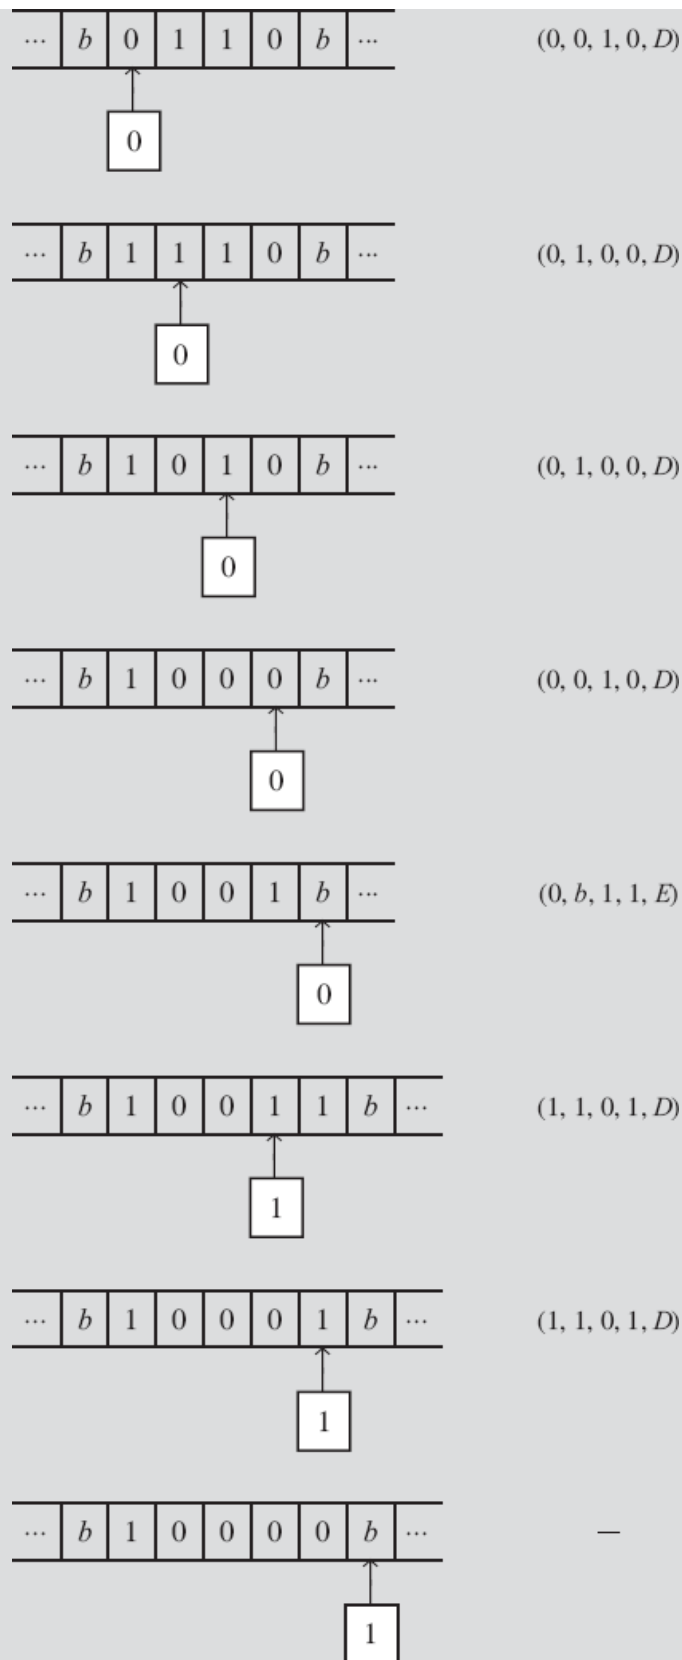 ... b 0 1 1 0 b ... (0, 0, 1, 0, D)
0
... b 1 1 1 0 b ... (0, 1, 0, 0, D)
0
... b 1 0 1 0 b ... (0, 1, 0, 0, D)
0
... b 1 0 0 0 b ... (0, 0, 1, 0, D)
0
... b 1 0 0 1 b ... (0, b, 1, 1, E)
0
... b 1 0 0 1 1 b ... (1, 1, 0, 1, D)
1
... b 1 0 0 0 1 b ... (1, 1, 0, 1, D)
1
... b 1 0 0 0 0 b ... —
1